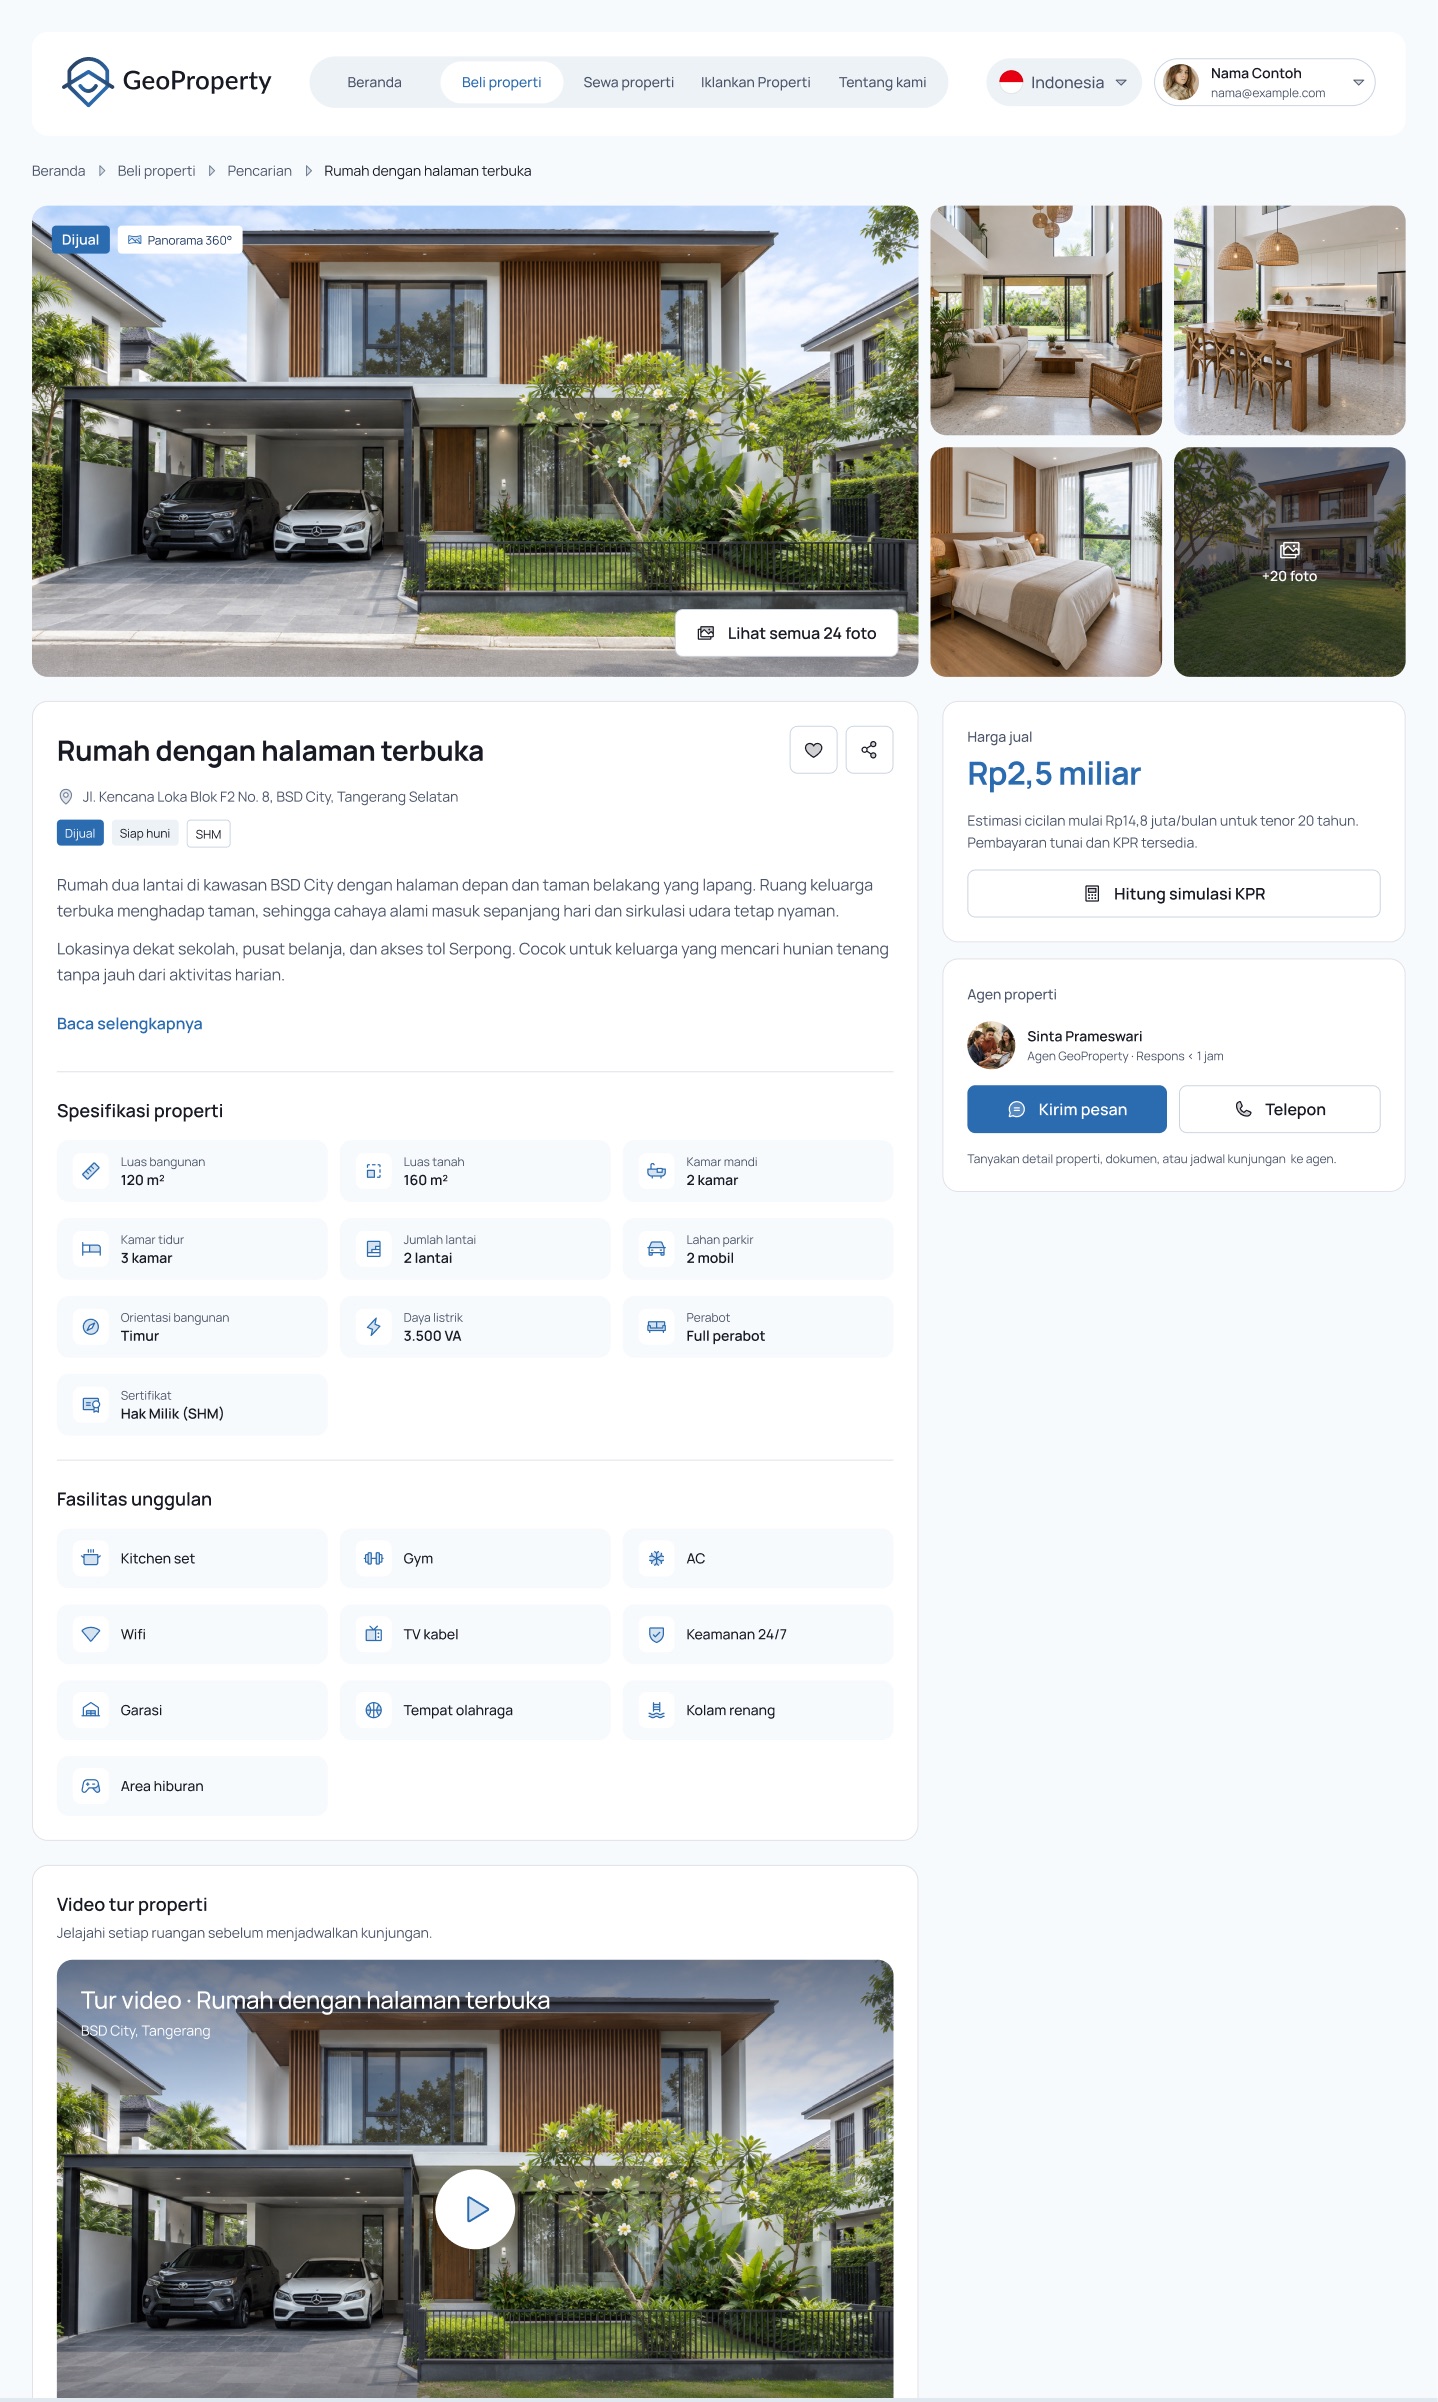 GeoProperty
Beranda
Beli properti
Sewa properti
Iklankan Properti
Tentang kami
Indonesia
Nama Contoh
nama@example.com
Beranda
Beli properti
Pencarian
Rumah dengan halaman terbuka
Dijual
Panorama 360°
Lihat semua 24 foto
+20 foto
Rumah dengan halaman terbuka
Jl. Kencana Loka Blok F2 No. 8, BSD City, Tangerang Selatan
Dijual
Siap huni
SHM
Rumah dua lantai di kawasan BSD City dengan halaman depan dan taman belakang yang lapang. Ruang keluarga
terbuka menghadap taman, sehingga cahaya alami masuk sepanjang hari dan sirkulasi udara tetap nyaman.
Lokasinya dekat sekolah, pusat belanja, dan akses tol Serpong. Cocok untuk keluarga yang mencari hunian tenang
tanpa jauh dari aktivitas harian.
Baca selengkapnya
Harga jual
Rp2,5 miliar
Estimasi cicilan mulai Rp14,8 juta/bulan untuk tenor 20 tahun.
Pembayaran tunai dan KPR tersedia.
Hitung simulasi KPR
Agen properti
Sinta Prameswari
Agen GeoProperty · Respons < 1 jam
Kirim pesan
Telepon
Tanyakan detail properti, dokumen, atau jadwal kunjungan ke agen.
Spesifikasi properti
Luas bangunan
120 m²
Luas tanah
160 m²
Kamar mandi
2 kamar
Kamar tidur
3 kamar
Jumlah lantai
2 lantai
Lahan parkir
2 mobil
Orientasi bangunan
Timur
Daya listrik
3.500 VA
Perabot
Full perabot
Sertifikat
Hak Milik (SHM)
Fasilitas unggulan
Kitchen set
Gym
AC
Wifi
TV kabel
Keamanan 24/7
Garasi
Tempat olahraga
Kolam renang
Area hiburan
Video tur properti
Jelajahi setiap ruangan sebelum menjadwalkan kunjungan.
Tur video · Rumah dengan halaman terbuka
BSD City, Tangerang